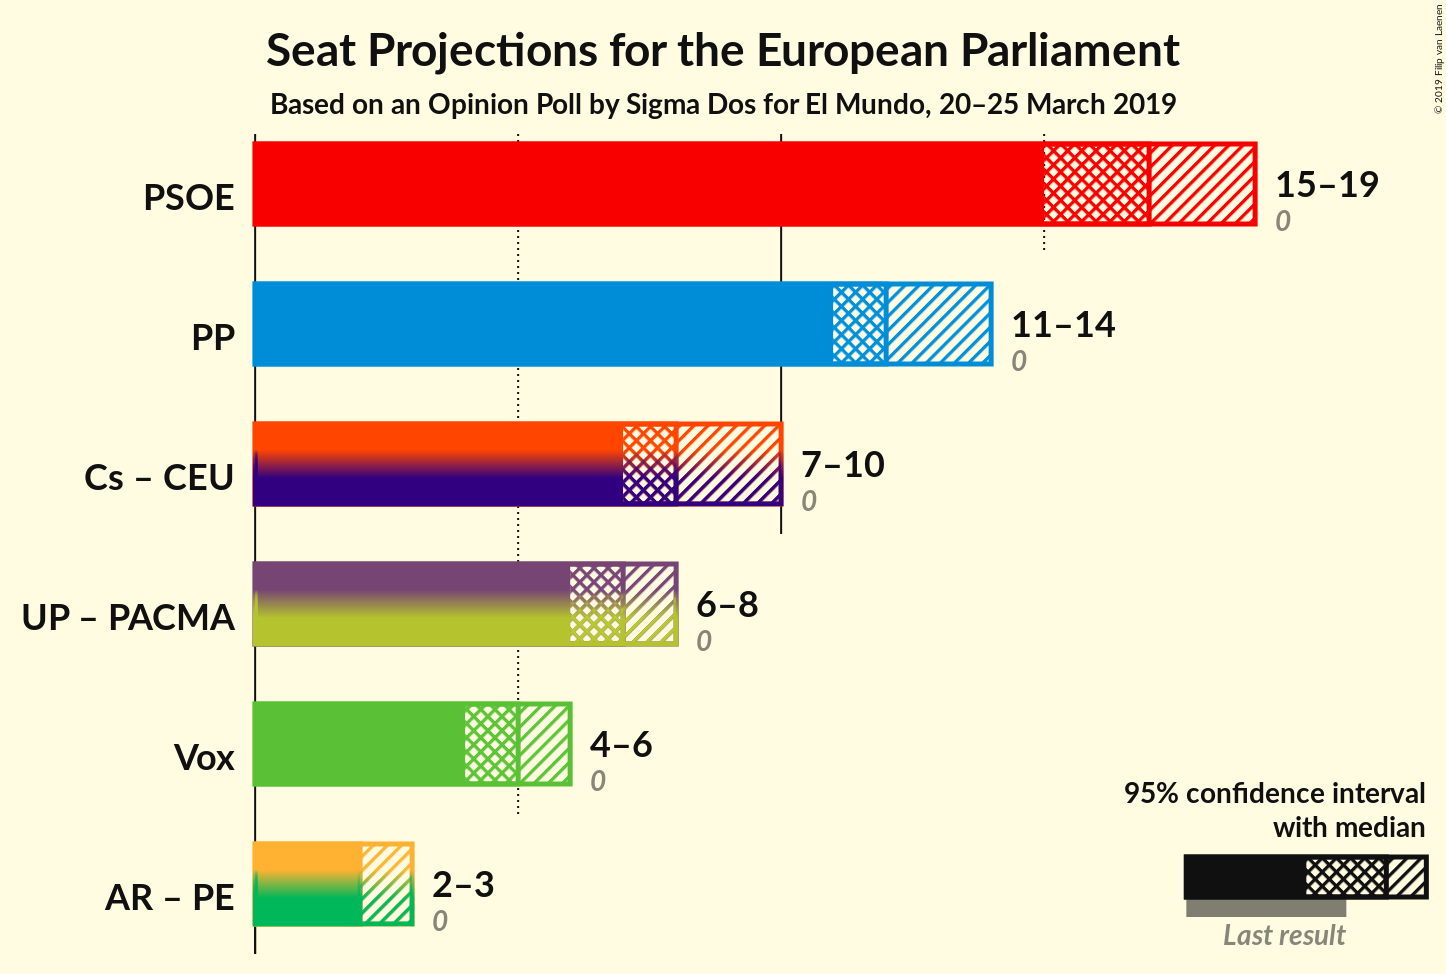 Seat Projections for the European Parliament
Based on an Opinion Poll by Sigma Dos for El Mundo, 20–25 March 2019
© 2019 Filip van Laenen
PSOE
15–19
0
PP
11–14
0
Cs – CEU
7–10
0
UP – PACMA
6–8
0
Vox
4–6
0
AR – PE
2–3
0
95% confidence interval
with median
Last result